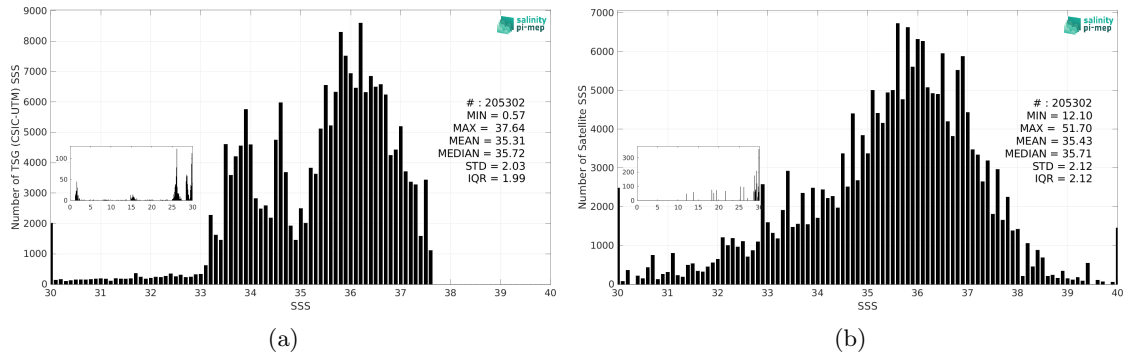 9000
8000
7000
6000
5000
4000
3000
2000
1000
0
Number of TSG (CSIC-UTM) SSS
salinity
pi-mep
# : 205302
MIN = 0.57
MAX = 37.64
MEAN = 35.31
MEDIAN = 35.72
STD = 2.03
IQR = 1.99
100
50
0
0 5 10 15 20 25 30
30 31 32 33 34 35 36 37 38 39 40
SSS
(a)
7000
6000
5000
4000
3000
2000
1000
0
Number of Satellite SSS
salinity
pi-mep
# : 205302
MIN = 12.10
MAX = 51.70
MEAN = 35.43
MEDIAN = 35.71
STD = 2.12
IQR = 2.12
300
200
100
0
0 5 10 15 20 25 30
30 31 32 33 34 35 36 37 38 39 40
SSS
(b)